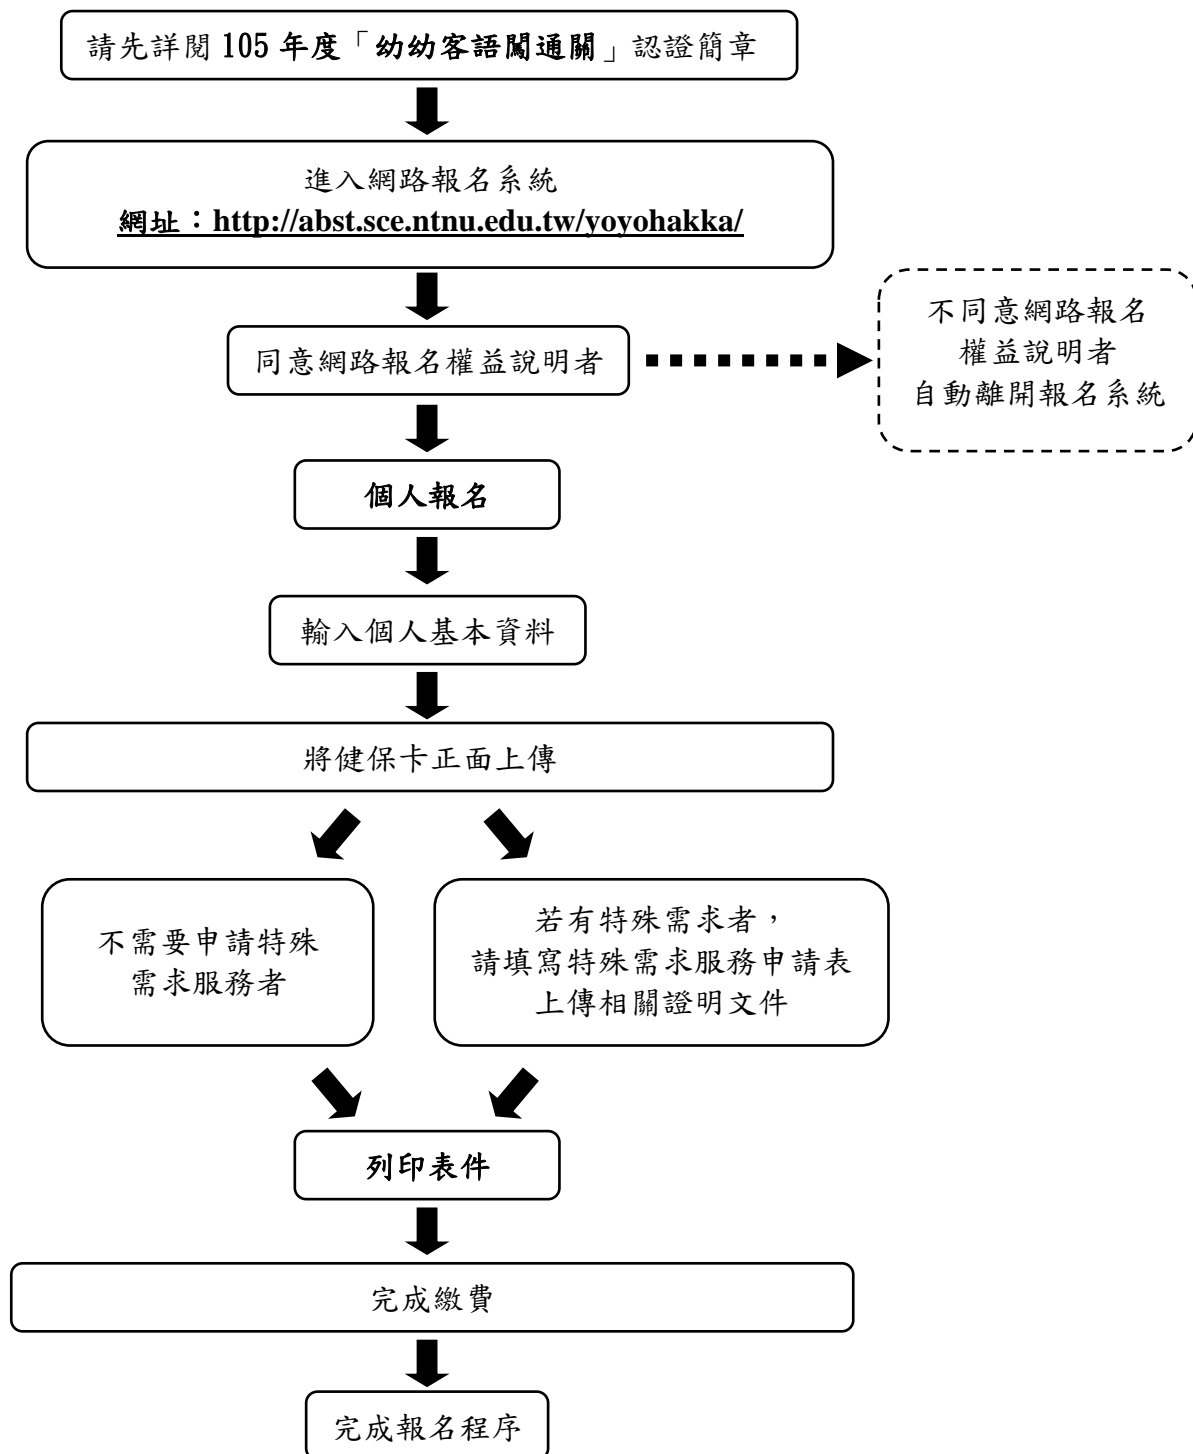 請先詳閱 105 年度「幼幼客語闖通關」認證簡章
進入網路報名系統
網址：http://abst.sce.ntnu.edu.tw/yoyohakka/
同意網路報名權益說明者
不同意網路報名
權益說明者
自動離開報名系統
個人報名
輸入個人基本資料
將健保卡正面上傳
不需要申請特殊
需求服務者
若有特殊需求者，
請填寫特殊需求服務申請表
上傳相關證明文件
列印表件
完成繳費
完成報名程序